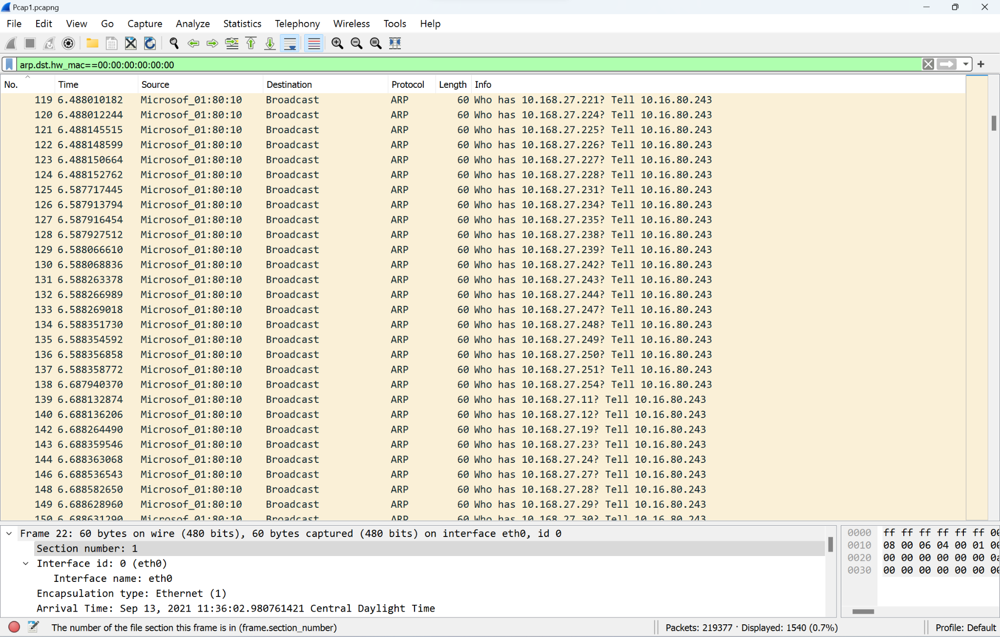 Pcap1.pcapng
File Edit View Go Capture Analyze Statistics Telephony Wireless Tools Help
arp.dst.hw_mac==00:00:00:00:00:00
No. Time Source Destination Protocol Length Info
119 6.488010182 Microsof_01:80:10 Broadcast ARP 60 Who has 10.168.27.221? Tell 10.16.80.243
120 6.488012244 Microsof_01:80:10 Broadcast ARP 60 Who has 10.168.27.224? Tell 10.16.80.243
121 6.488145515 Microsof_01:80:10 Broadcast ARP 60 Who has 10.168.27.225? Tell 10.16.80.243
122 6.488148599 Microsof_01:80:10 Broadcast ARP 60 Who has 10.168.27.226? Tell 10.16.80.243
123 6.488150664 Microsof_01:80:10 Broadcast ARP 60 Who has 10.168.27.227? Tell 10.16.80.243
124 6.488152762 Microsof_01:80:10 Broadcast ARP 60 Who has 10.168.27.228? Tell 10.16.80.243
125 6.587717445 Microsof_01:80:10 Broadcast ARP 60 Who has 10.168.27.231? Tell 10.16.80.243
126 6.587913794 Microsof_01:80:10 Broadcast ARP 60 Who has 10.168.27.234? Tell 10.16.80.243
127 6.587916454 Microsof_01:80:10 Broadcast ARP 60 Who has 10.168.27.235? Tell 10.16.80.243
128 6.587927512 Microsof_01:80:10 Broadcast ARP 60 Who has 10.168.27.238? Tell 10.16.80.243
129 6.588066610 Microsof_01:80:10 Broadcast ARP 60 Who has 10.168.27.239? Tell 10.16.80.243
130 6.588068836 Microsof_01:80:10 Broadcast ARP 60 Who has 10.168.27.242? Tell 10.16.80.243
131 6.588263378 Microsof_01:80:10 Broadcast ARP 60 Who has 10.168.27.243? Tell 10.16.80.243
132 6.588266989 Microsof_01:80:10 Broadcast ARP 60 Who has 10.168.27.244? Tell 10.16.80.243
133 6.588269018 Microsof_01:80:10 Broadcast ARP 60 Who has 10.168.27.247? Tell 10.16.80.243
134 6.588351730 Microsof_01:80:10 Broadcast ARP 60 Who has 10.168.27.248? Tell 10.16.80.243
135 6.588354592 Microsof_01:80:10 Broadcast ARP 60 Who has 10.168.27.249? Tell 10.16.80.243
136 6.588356858 Microsof_01:80:10 Broadcast ARP 60 Who has 10.168.27.250? Tell 10.16.80.243
137 6.588358772 Microsof_01:80:10 Broadcast ARP 60 Who has 10.168.27.251? Tell 10.16.80.243
138 6.687940370 Microsof_01:80:10 Broadcast ARP 60 Who has 10.168.27.254? Tell 10.16.80.243
139 6.688132874 Microsof_01:80:10 Broadcast ARP 60 Who has 10.168.27.11? Tell 10.16.80.243
140 6.688136206 Microsof_01:80:10 Broadcast ARP 60 Who has 10.168.27.12? Tell 10.16.80.243
142 6.688264490 Microsof_01:80:10 Broadcast ARP 60 Who has 10.168.27.19? Tell 10.16.80.243
143 6.688359546 Microsof_01:80:10 Broadcast ARP 60 Who has 10.168.27.23? Tell 10.16.80.243
144 6.688363068 Microsof_01:80:10 Broadcast ARP 60 Who has 10.168.27.24? Tell 10.16.80.243
146 6.688536543 Microsof_01:80:10 Broadcast ARP 60 Who has 10.168.27.27? Tell 10.16.80.243
148 6.688582650 Microsof_01:80:10 Broadcast ARP 60 Who has 10.168.27.28? Tell 10.16.80.243
149 6.688628960 Microsof_01:80:10 Broadcast ARP 60 Who has 10.168.27.29? Tell 10.16.80.243
150 6.688631290 Microsof_01:80:10 Broadcast ARP 60 Who has 10.168.27.30? Tell 10.16.80.243
Frame 22: 60 bytes on wire (480 bits), 60 bytes captured (480 bits) on interface eth0, id 0
Section number: 1
Interface id: 0 (eth0)
Interface name: eth0
Encapsulation type: Ethernet (1)
Arrival Time: Sep 13, 2021 11:36:02.980761421 Central Daylight Time
0000 ff ff ff ff ff ff
0010 08 00 06 04 00 01
0020 00 00 00 00 00 00
0030 00 00 00 00 00 00
The number of the file section this frame is in (frame.section_number)
Packets: 219377 · Displayed: 1540 (0.7%)
Profile: Default